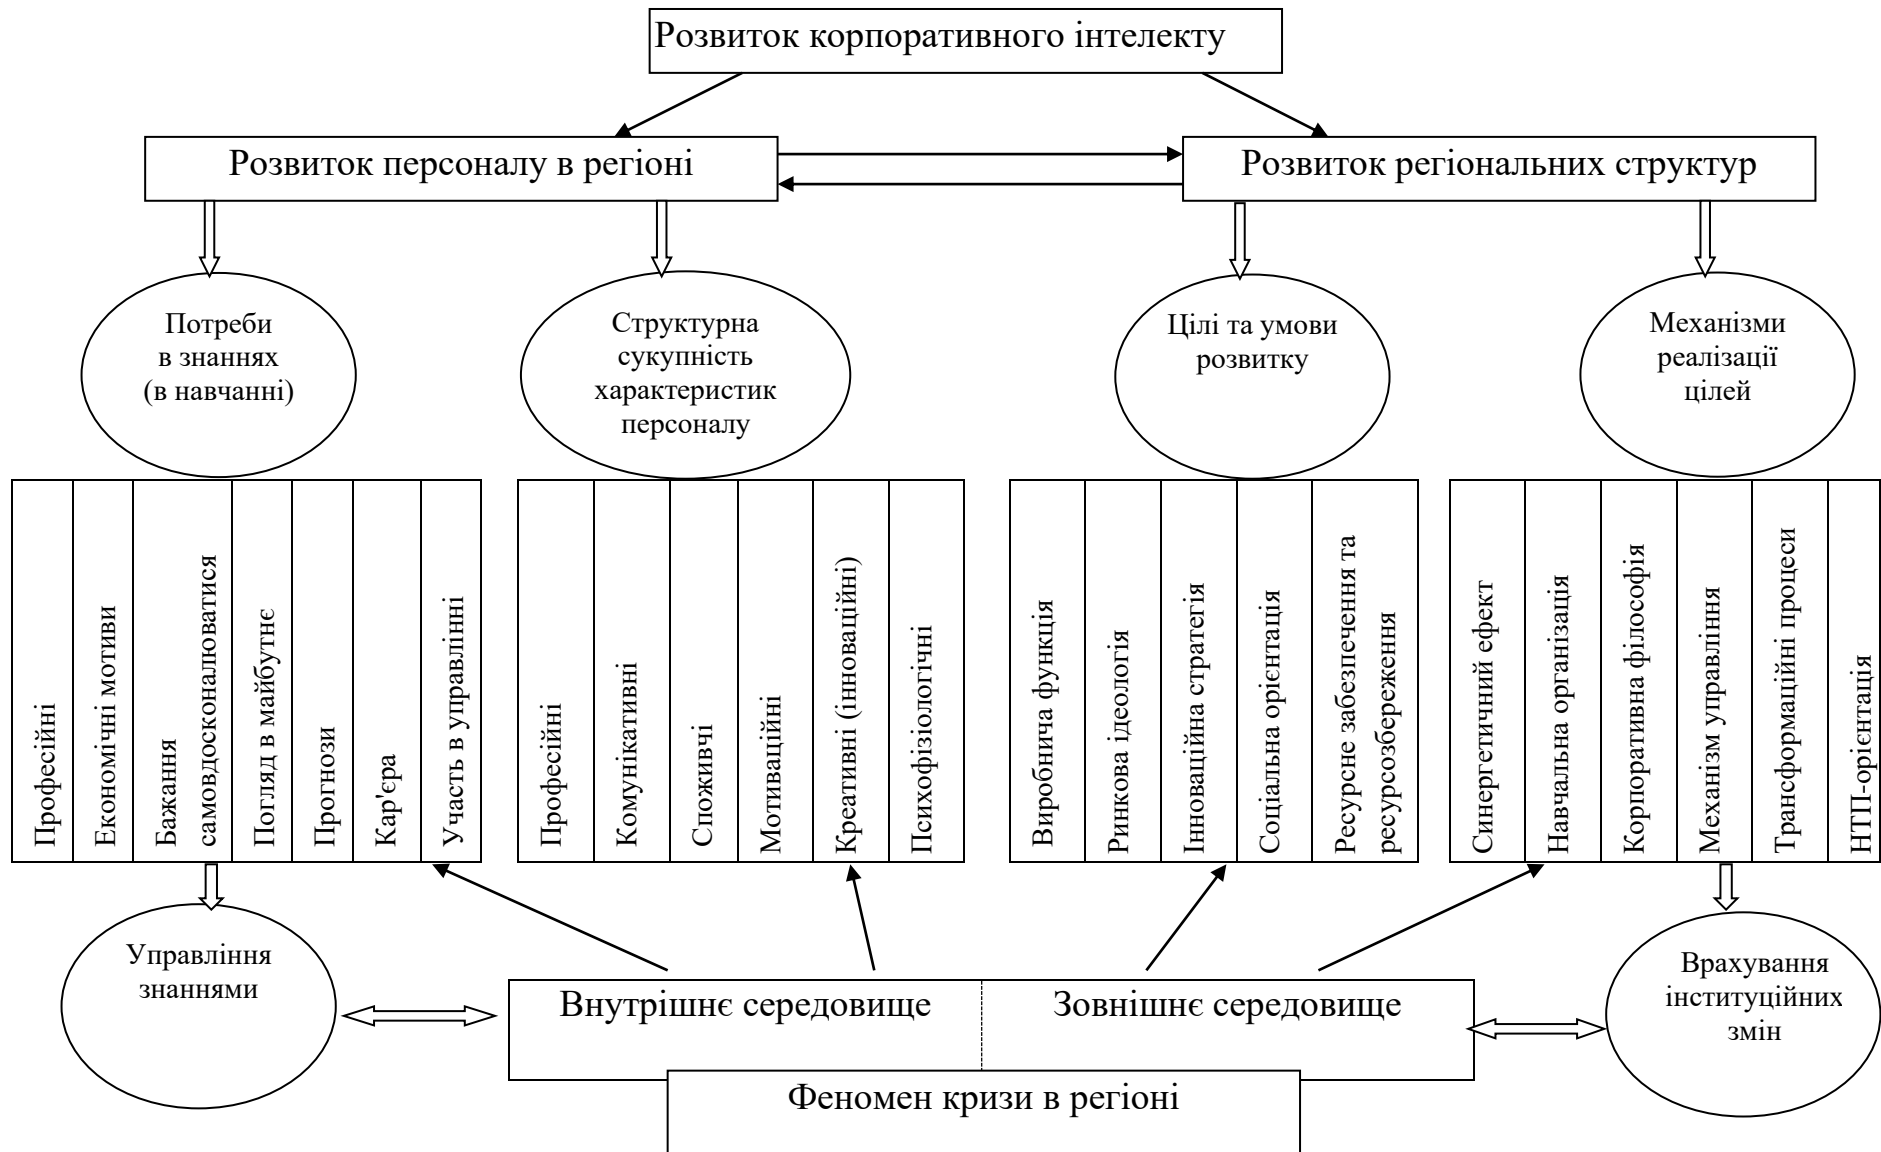 Розвиток корпоративного інтелекту
Розвиток персоналу в регіоні
Розвиток регіональних структур
Потреби
в знаннях
(в навчанні)
Структурна
сукупність
характеристик
персоналу
Цілі та умови
розвитку
Механізми
реалізації
цілей
Професійні
Економічні мотиви
Бажання
самовдосконалюватися
Погляд в майбутнє
Прогнози
Кар'єра
Участь в управлінні
Професійні
Комунікативні
Споживчі
Мотиваційні
Креативні (інноваційні)
Психофізіологічні
Виробнича функція
Ринкова ідеологія
Інноваційна стратегія
Соціальна орієнтація
Ресурсне забезпечення та
ресурсозбереження
Синергетичний ефект
Навчальна організація
Корпоративна філософія
Механізм управління
Трансформаційні процеси
НТП-орієнтація
Управління
знаннями
Внутрішнє середовище
Зовнішнє середовище
Врахування
інституційних
змін
Феномен кризи в регіоні